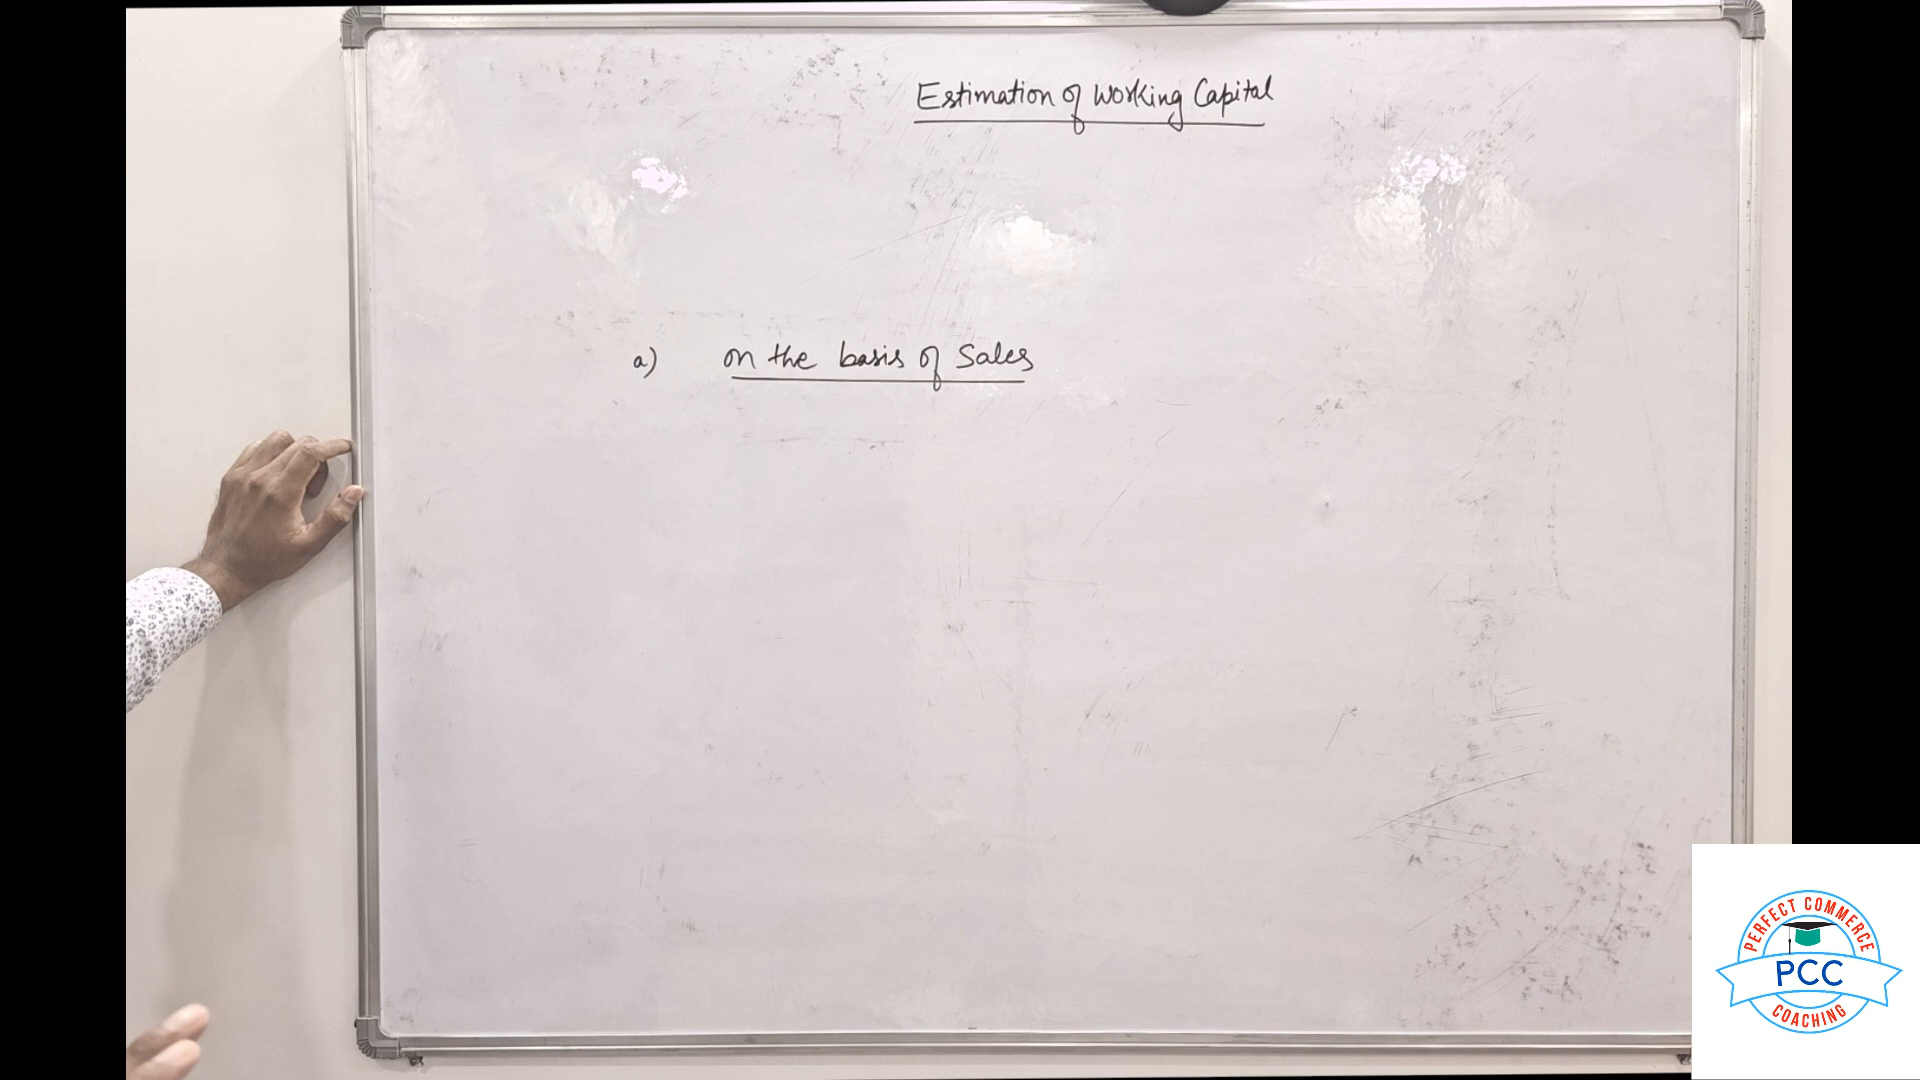 Estimation of Working Capital
a) on the basis of Sales
PERFECT COMMERCE
PCC
COACHING